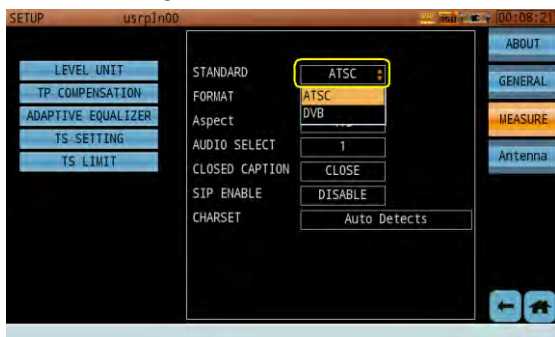 SETUP usrpln00 00:08:21
ABOUT
GENERAL
MEASURE
Antenna
LEVEL UNIT
TP COMPENSATION
ADAPTIVE EQUALIZER
TS SETTING
TS LIMIT
STANDARD ATSC
FORMAT ATSC
DVB
Aspect
AUDIO SELECT 1
CLOSED CAPTION CLOSE
SIP ENABLE DISABLE
CHARSET Auto Detects